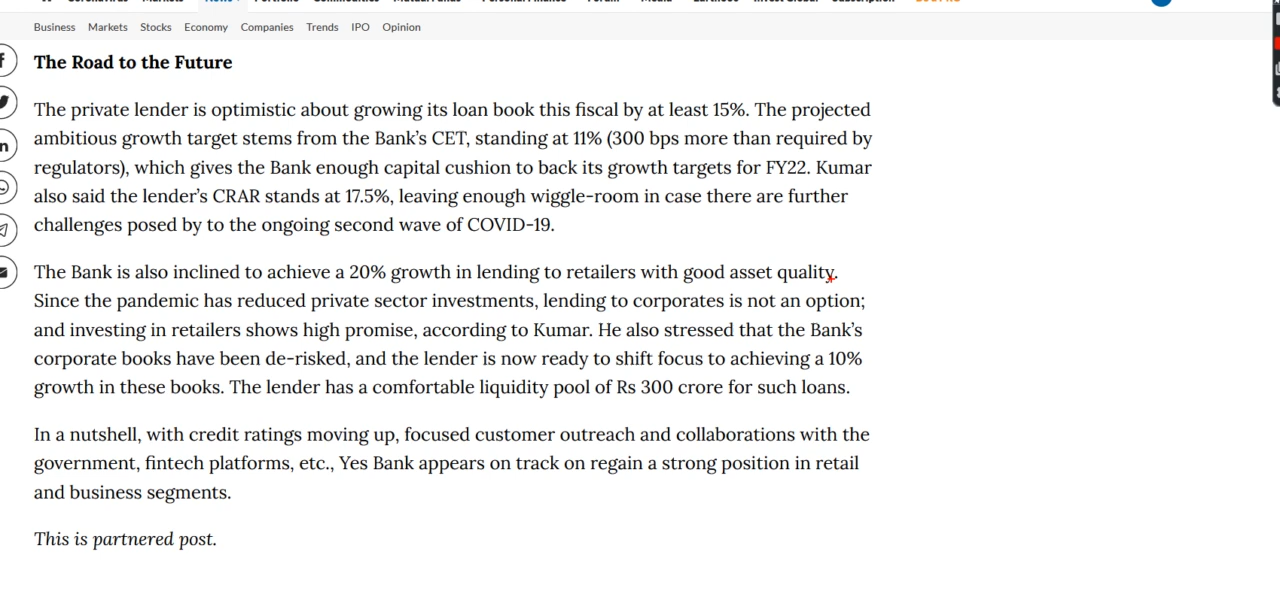 Business Markets Stocks Economy Companies Trends IPO Opinion
The Road to the Future
The private lender is optimistic about growing its loan book this fiscal by at least 15%. The projected
ambitious growth target stems from the Bank's CET, standing at 11% (300 bps more than required by
regulators), which gives the Bank enough capital cushion to back its growth targets for FY22. Kumar
also said the lender's CRAR stands at 17.5%, leaving enough wiggle-room in case there are further
challenges posed by to the ongoing second wave of COVID-19.
The Bank is also inclined to achieve a 20% growth in lending to retailers with good asset quality.
Since the pandemic has reduced private sector investments, lending to corporates is not an option;
and investing in retailers shows high promise, according to Kumar. He also stressed that the Bank's
corporate books have been de-risked, and the lender is now ready to shift focus to achieving a 10%
growth in these books. The lender has a comfortable liquidity pool of Rs 300 crore for such loans.
In a nutshell, with credit ratings moving up, focused customer outreach and collaborations with the
government, fintech platforms, etc., Yes Bank appears on track on regain a strong position in retail
and business segments.
This is partnered post.